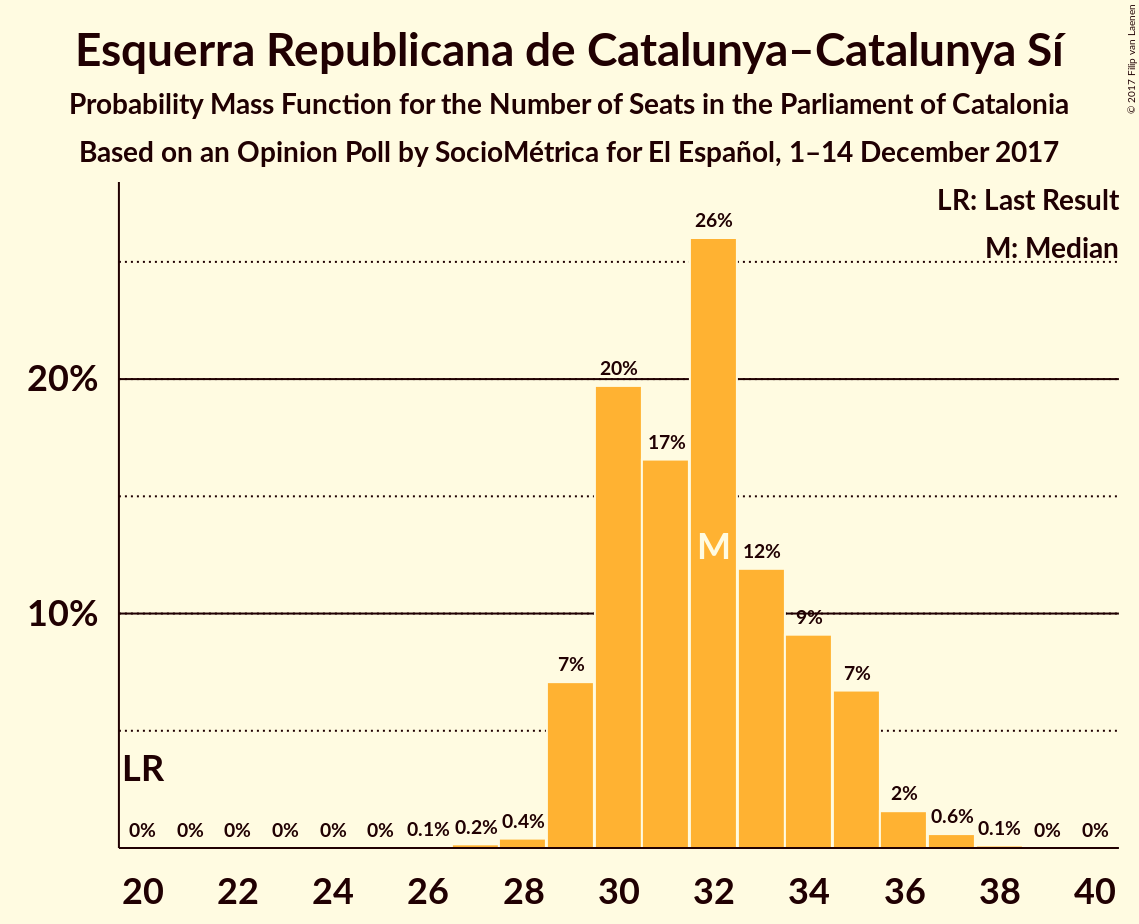 Esquerra Republicana de Catalunya–Catalunya Sí
Probability Mass Function for the Number of Seats in the Parliament of Catalonia
Based on an Opinion Poll by SocioMétrica for El Español, 1–14 December 2017
© 2017 Filip van Laenen
LR: Last Result
M: Median
20%
10%
LR
M
0% 0% 0% 0% 0% 0% 0.1% 0.2% 0.4% 7% 20% 17% 26% 12% 9% 7% 2% 0.6% 0.1% 0% 0%
20 22 24 26 28 30 32 34 36 38 40